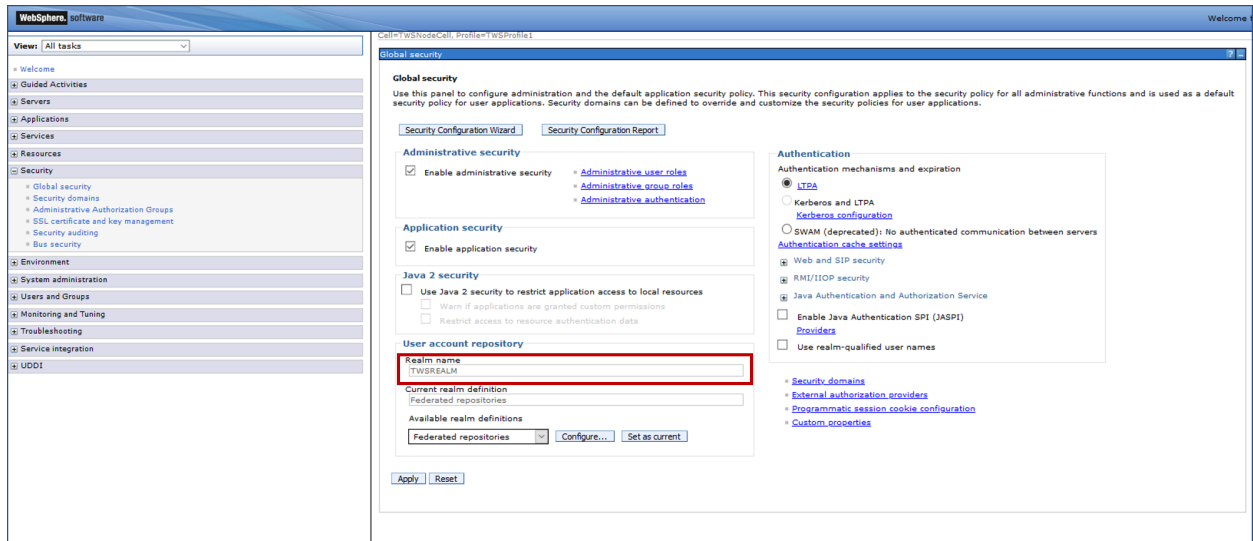 WebSphere. software
Welcome
View: All tasks
Welcome
Guided Activities
Servers
Applications
Services
Resources
Security
Global security
Security domains
Administrative Authorization Groups
SSL certificate and key management
Security auditing
Bus security
Environment
System administration
Users and Groups
Monitoring and Tuning
Troubleshooting
Service integration
UDDI
Cell=TWSNodeCell, Profile=TWSProfile1
Global security
? –
Global security
Use this panel to configure administration and the default application security policy. This security configuration applies to the security policy for all administrative functions and is used as a default
security policy for user applications. Security domains can be defined to override and customize the security policies for user applications.
Security Configuration Wizard
Security Configuration Report
Administrative security
Enable administrative security
Administrative user roles
Administrative group roles
Administrative authentication
Application security
Enable application security
Java 2 security
Use Java 2 security to restrict application access to local resources
Warn if applications are granted custom permissions
Restrict access to resource authentication data
User account repository
Realm name
TWSREALM
Current realm definition
Federated repositories
Available realm definitions
Federated repositories
Configure...
Set as current
Apply
Reset
Authentication
Authentication mechanisms and expiration
LTPA
Kerberos and LTPA
Kerberos configuration
SWAM (deprecated): No authenticated communication between servers
Authentication cache settings
Web and SIP security
RMI/IIOP security
Java Authentication and Authorization Service
Enable Java Authentication SPI (JASPI)
Providers
Use realm-qualified user names
Security domains
External authorization providers
Programmatic session cookie configuration
Custom properties